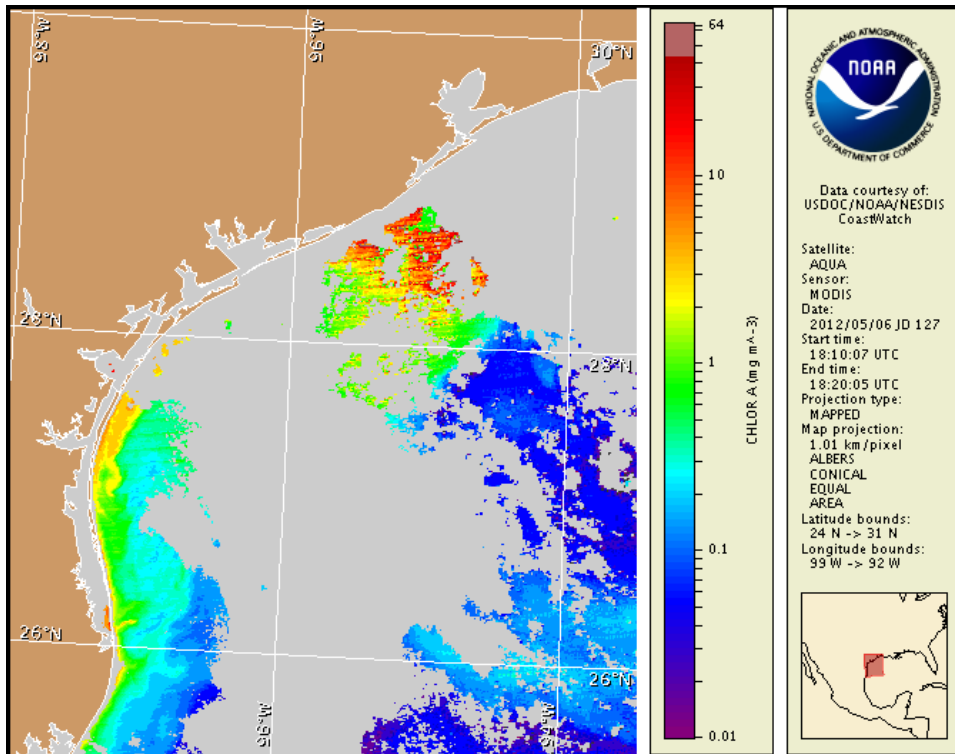 98°W
96°W
30°N
28°N
28°N
26°N
26°N
96°W
94°W
64
10
1
0.1
0.01
CHLOR A (mg m^-3)
NATIONAL OCEANIC AND ATMOSPHERIC ADMINISTRATION
U.S. DEPARTMENT OF COMMERCE
NOAA
Data courtesy of:
USDOC/NOAA/NESDIS
CoastWatch
Satellite:
AQUA
Sensor:
MODIS
Date:
2012/05/06 JD 127
Start time:
18:10:07 UTC
End time:
18:20:05 UTC
Projection type:
MAPPED
Map projection:
1.01 km/pixel
ALBERS
CONICAL
EQUAL
AREA
Latitude bounds:
24 N -> 31 N
Longitude bounds:
99 W -> 92 W